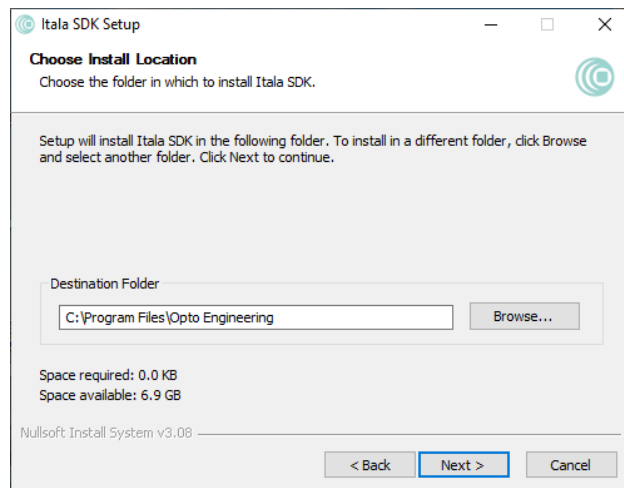 Itala SDK Setup
Choose Install Location
Choose the folder in which to install Itala SDK.
Setup will install Itala SDK in the following folder. To install in a different folder, click Browse
and select another folder. Click Next to continue.
Destination Folder
C:\Program Files\Opto Engineering
Browse...
Space required: 0.0 KB
Space available: 6.9 GB
Nullsoft Install System v3.08
< Back
Next >
Cancel